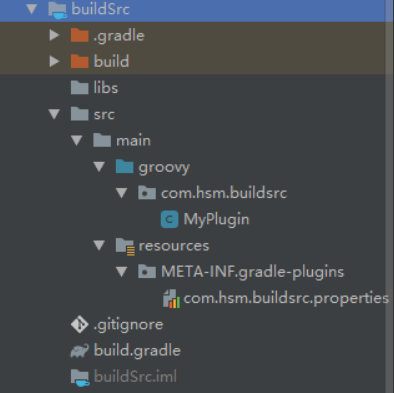 buildSrc
.gradle
build
libs
src
main
groovy
com.hsm.buildsrc
MyPlugin
resources
META-INF.gradle-plugins
com.hsm.buildsrc.properties
.gitignore
build.gradle
buildSrc.iml